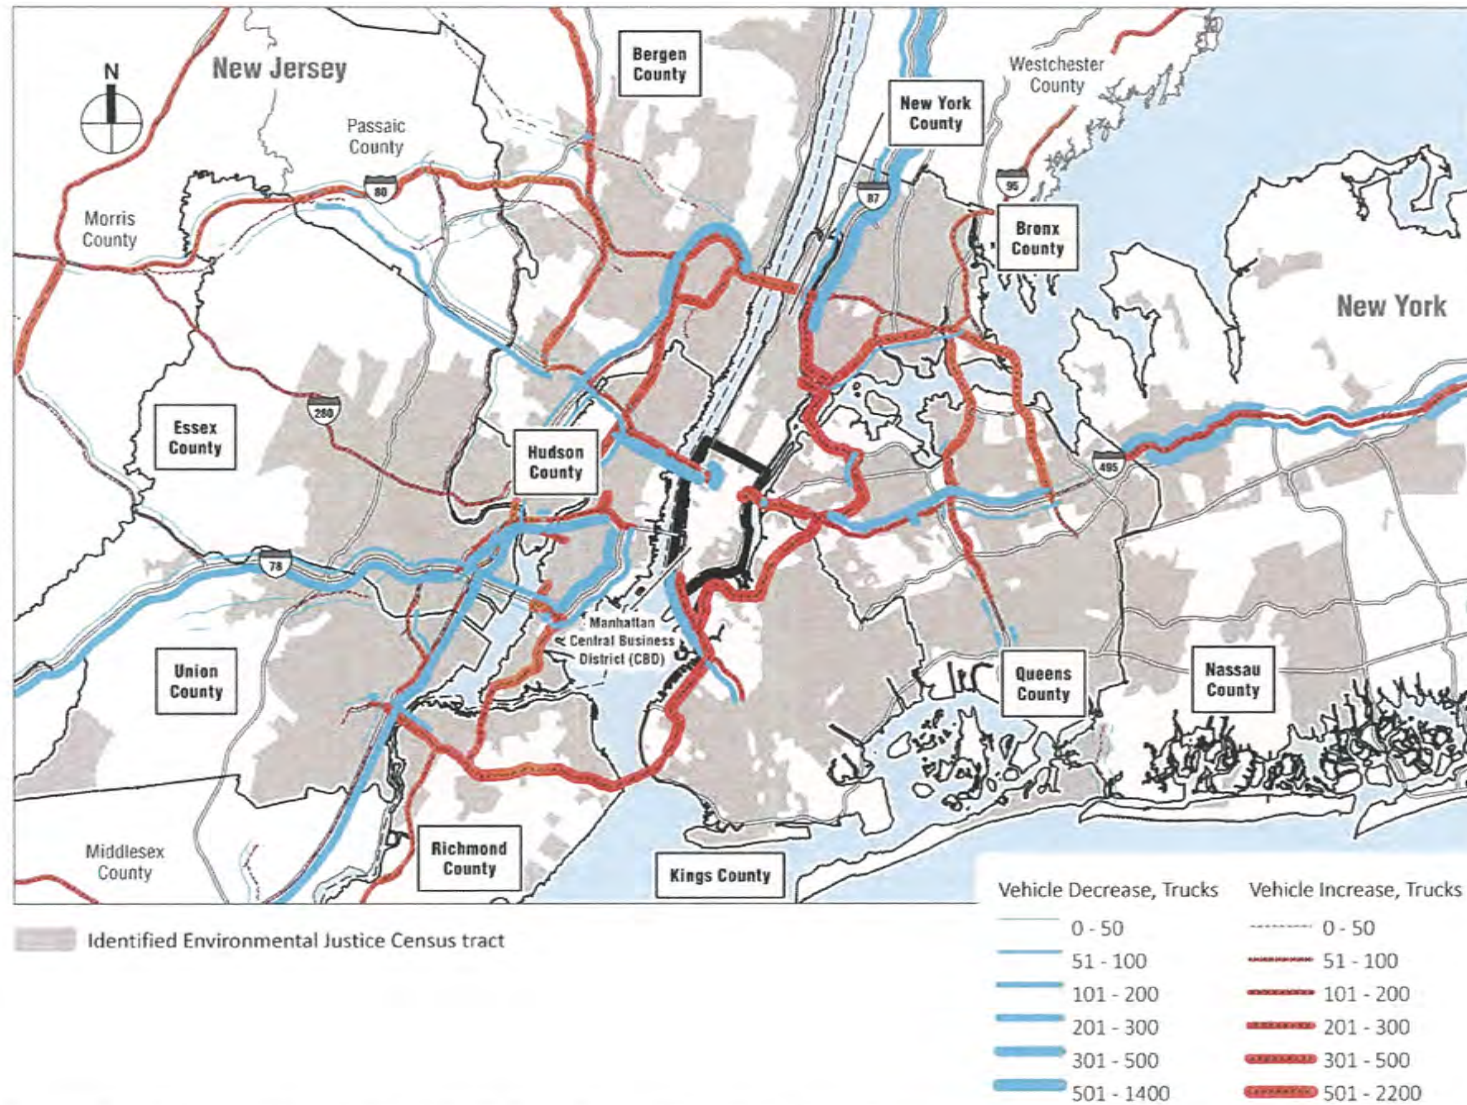 N
New Jersey
Bergen
County
Westchester
County
New York
County
Passaic
County
80
87
95
Morris
County
Bronx
County
New York
280
Essex
County
Hudson
County
495
78
Manhattan
Central Business
District (CBD)
Union
County
Queens
County
Nassau
County
Middlesex
County
Richmond
County
Kings County
Identified Environmental Justice Census tract
Vehicle Decrease, Trucks
0 - 50
51 - 100
101 - 200
201 - 300
301 - 500
501 - 1400
Vehicle Increase, Trucks
0 - 50
51 - 100
101 - 200
201 - 300
301 - 500
501 - 2200